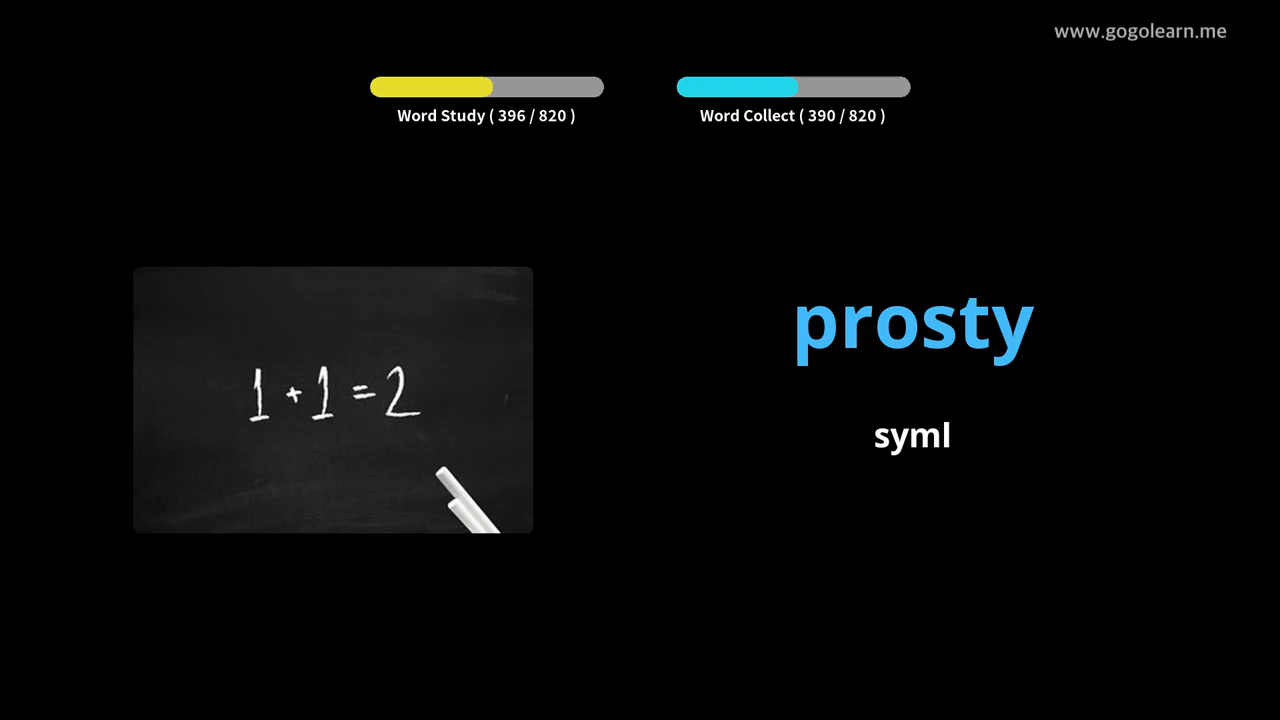 www.gogolearn.me
Word Study ( 396 / 820 )
Word Collect ( 390 / 820 )
1 + 1 = 2
prosty
syml